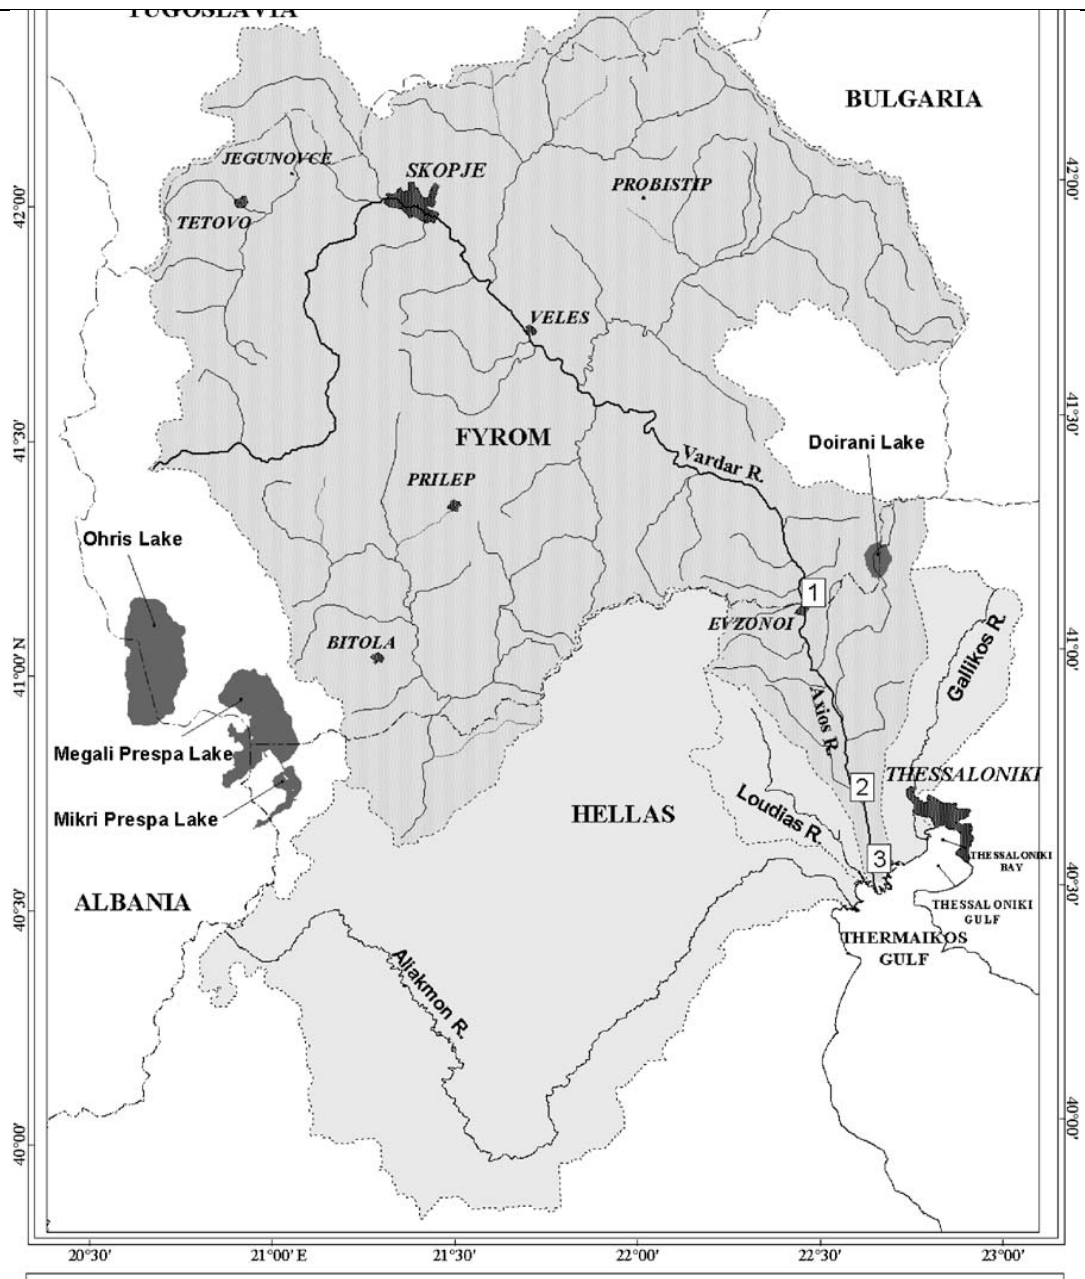 YUGOSLAVIA
BULGARIA
JEGUNOVCE
SKOPJE
PROBISTIP
TETOVO
42°00'
42°00'
VELES
FYROM
Doirani Lake
41°30'
41°30'
Vardar R.
PRILEP
Ohris Lake
1
EVZONOI
BITOLA
41°00' N
41°00'
Gallikos R.
Axios R.
Megali Prespa Lake
THESSALONIKI
2
Loudias R.
HELLAS
Mikri Prespa Lake
3
THESSALONIKI
BAY
ALBANIA
40°30'
40°30'
THESSALONIKI
GULF
THERMAIKOS
GULF
Aliakmon R.
40°00'
40°00'
20°30'
21°00' E
21°30'
22°00'
22°30'
23°00'